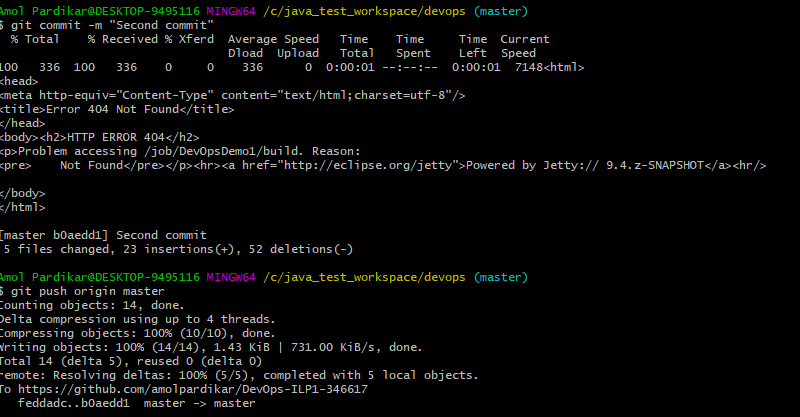 Amol Pardikar@DESKTOP-9495116 MINGW64 /c/java_test_workspace/devops (master)
$ git commit -m "Second commit"
  % Total    % Received % Xferd  Average Speed   Time    Time     Time  Current
                                 Dload  Upload   Total   Spent    Left  Speed
100   336  100   336    0     0    336      0  0:00:01 --:--:--  0:00:01  7148<html>
<head>
<meta http-equiv="Content-Type" content="text/html;charset=utf-8"/>
<title>Error 404 Not Found</title>
</head>
<body><h2>HTTP ERROR 404</h2>
<p>Problem accessing /job/DevOpsDemo1/build. Reason:
<pre>    Not Found</pre></p><hr><a href="http://eclipse.org/jetty">Powered by Jetty:// 9.4.z-SNAPSHOT</a><hr/>
</body>
</html>
[master b0aedd1] Second commit
 5 files changed, 23 insertions(+), 52 deletions(-)
Amol Pardikar@DESKTOP-9495116 MINGW64 /c/java_test_workspace/devops (master)
$ git push origin master
Counting objects: 14, done.
Delta compression using up to 4 threads.
Compressing objects: 100% (10/10), done.
Writing objects: 100% (14/14), 1.43 KiB | 731.00 KiB/s, done.
Total 14 (delta 5), reused 0 (delta 0)
remote: Resolving deltas: 100% (5/5), completed with 5 local objects.
To https://github.com/amolpardikar/DevOps-ILP1-346617
   feddadc..b0aedd1  master -> master